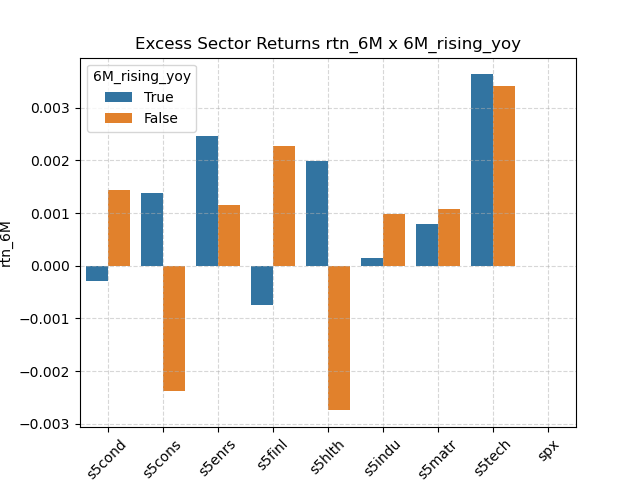 Excess Sector Returns rtn_6M x 6M_rising_yoy
6M_rising_yoy
True
False
rtn_6M
0.003
0.002
0.001
0.000
−0.001
−0.002
−0.003
s5cond
s5cons
s5enrs
s5finl
s5hlth
s5indu
s5matr
s5tech
spx